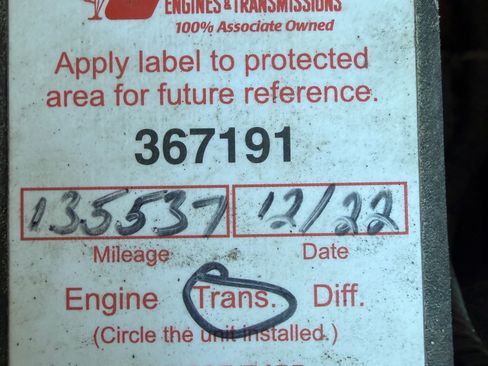 ENGINES & TRANSMISSIONS
100% Associate Owned
Apply label to protected
area for future reference.
367191
135537 12/22
Mileage Date
Engine Trans. Diff.
(Circle the unit installed.)